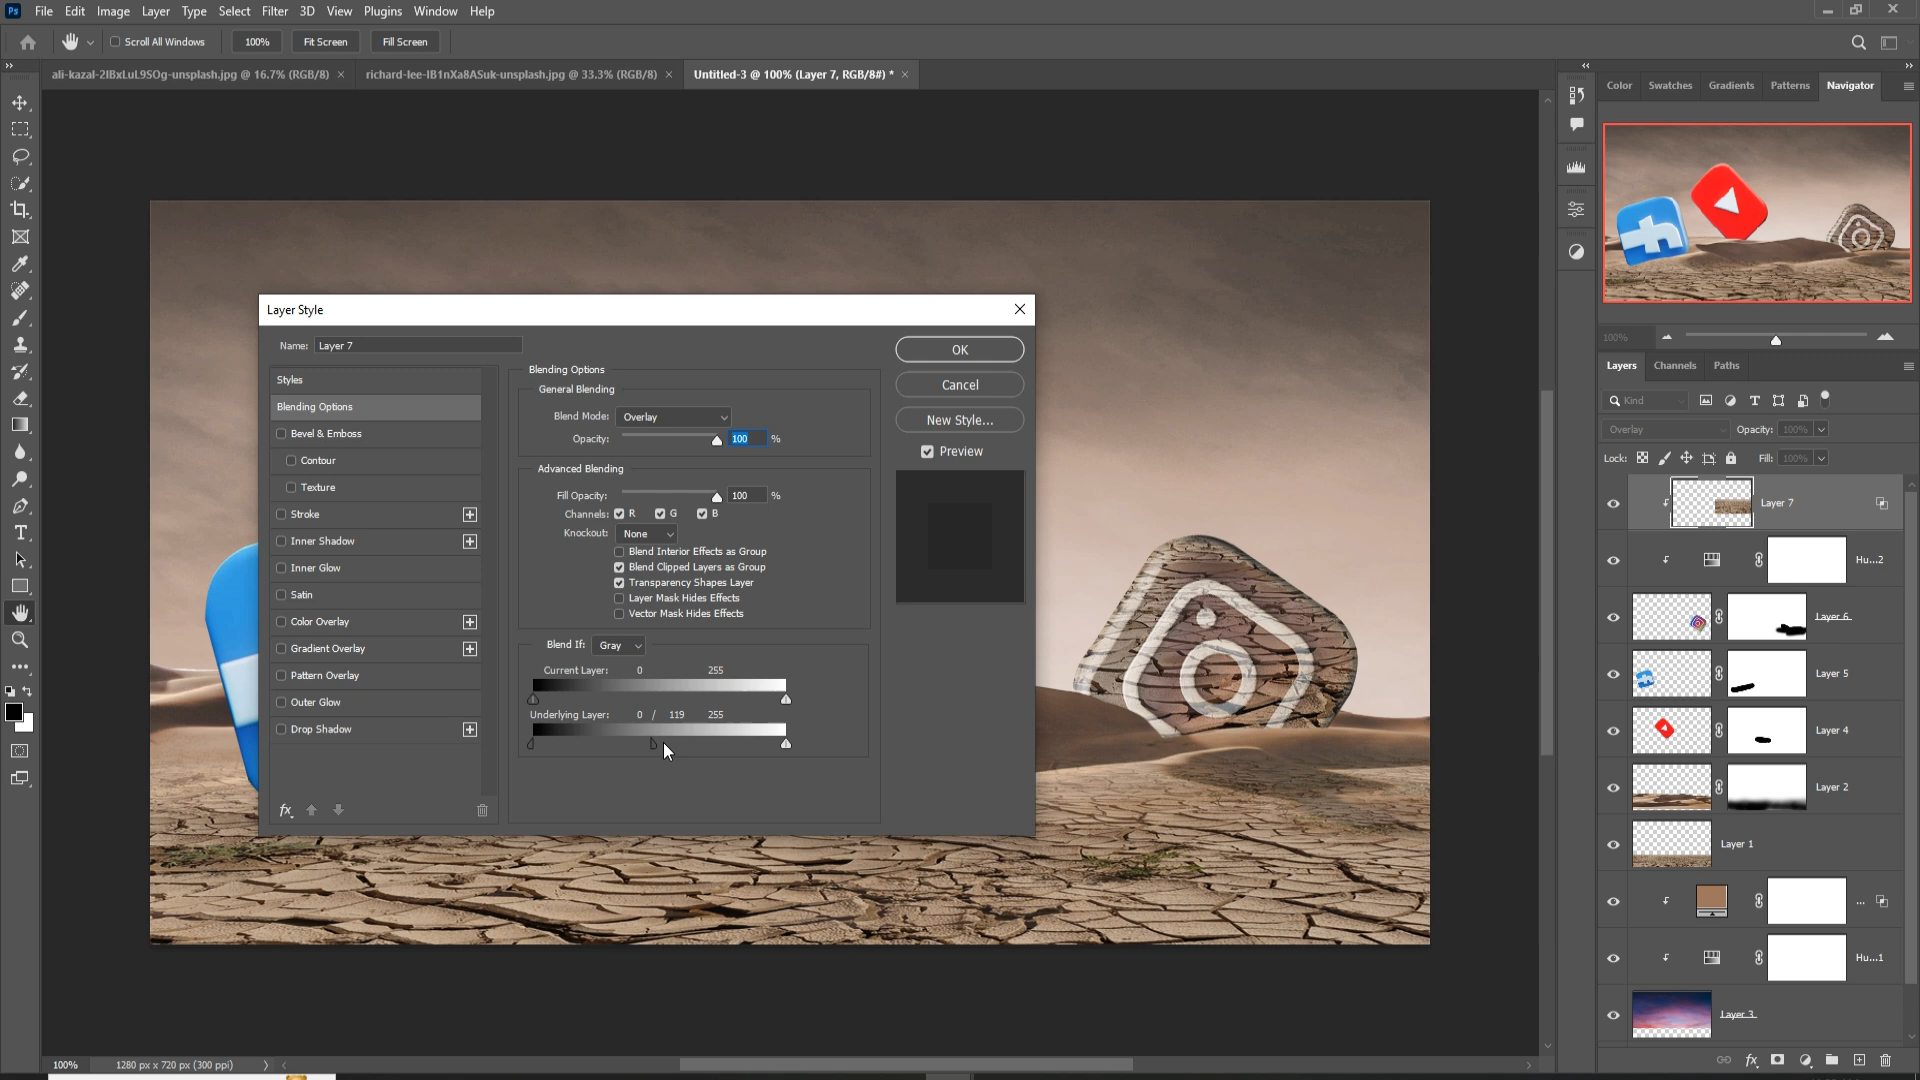 Ps File Edit Image Layer Type Select Filter 3D View Plugins Window Help
Scroll All Windows 100% Fit Screen Fill Screen
ali-kazal-2IBxLuL9SOg-unsplash.jpg @ 16.7% (RGB/8) × richard-lee-IB1nXa8ASuk-unsplash.jpg @ 33.3% (RGB/8) × Untitled-3 @ 100% (Layer 7, RGB/8#) * ×
Color Swatches Gradients Patterns Navigator
100%
Layers Channels Paths
Kind
Overlay Opacity: 100%
Lock: Fill: 100%
Layer 7
Hu...2
Layer 6
Layer 5
Layer 4
Layer 2
Layer 1
...
Hu...1
Layer 3
Layer Style
Name: Layer 7
Styles
Blending Options
Bevel & Emboss
Contour
Texture
Stroke
Inner Shadow
Inner Glow
Satin
Color Overlay
Gradient Overlay
Pattern Overlay
Outer Glow
Drop Shadow
fx
Blending Options
General Blending
Blend Mode: Overlay
Opacity: 100 %
Advanced Blending
Fill Opacity: 100 %
Channels: R G B
Knockout: None
Blend Interior Effects as Group
Blend Clipped Layers as Group
Transparency Shapes Layer
Layer Mask Hides Effects
Vector Mask Hides Effects
Blend If: Gray
Current Layer: 0 255
Underlying Layer: 0 / 119 255
OK
Cancel
New Style...
Preview
100% 1280 px x 720 px (300 ppi)
fx